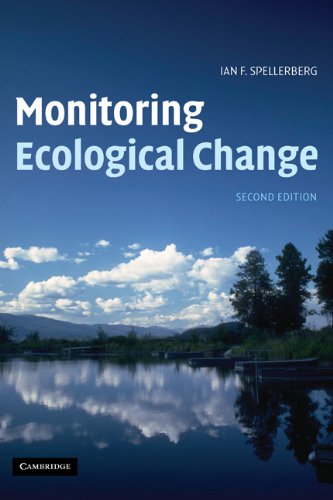 IAN F. SPELLERBERG
Monitoring
Ecological Change
SECOND EDITION
CAMBRIDGE